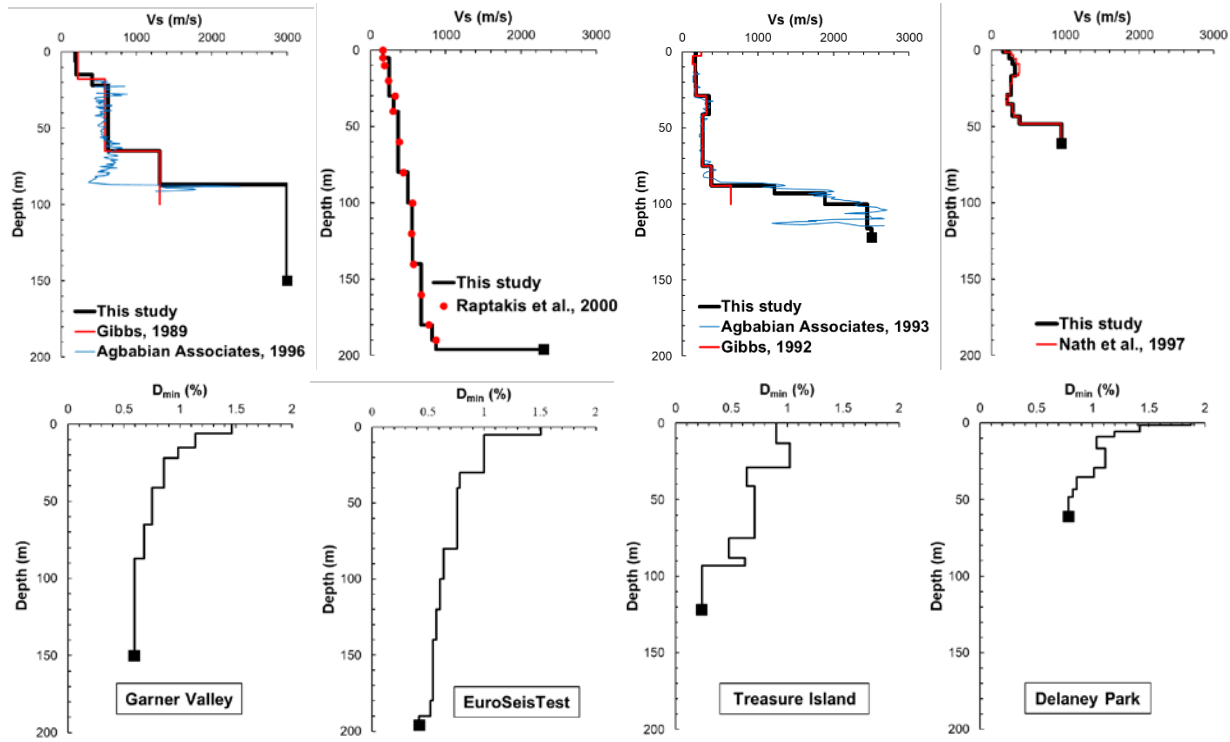 Vs (m/s)
0 1000 2000 3000
0
50
100
150
200
Depth (m)
This study
Gibbs, 1989
Agbabian Associates, 1996
Vs (m/s)
0 1000 2000 3000
0
50
100
150
200
Depth (m)
This study
Raptakis et al., 2000
Vs (m/s)
0 1000 2000 3000
0
50
100
150
200
Depth (m)
This study
Agbabian Associates, 1993
Gibbs, 1992
Vs (m/s)
0 1000 2000 3000
0
50
100
150
200
Depth (m)
This study
Nath et al., 1997
Dmin (%)
0 0.5 1 1.5 2
0
50
100
150
200
Depth (m)
Garner Valley
Dmin (%)
0 0.5 1 1.5 2
0
50
100
150
200
Depth (m)
EuroSeisTest
Dmin (%)
0 0.5 1 1.5 2
0
50
100
150
200
Depth (m)
Treasure Island
Dmin (%)
0 0.5 1 1.5 2
0
50
100
150
200
Depth (m)
Delaney Park